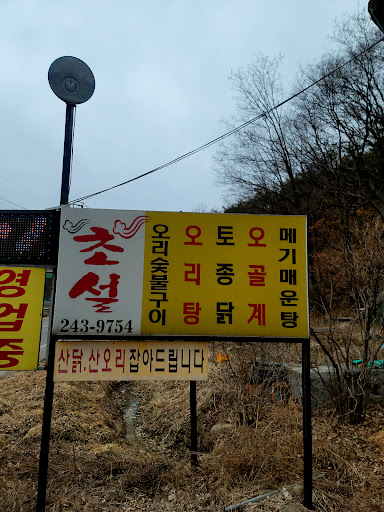 초설
243-9754
오리숯불구이
오리탕
토종닭
오골계
메기매운탕
산닭,산오리잡아드립니다
영업중